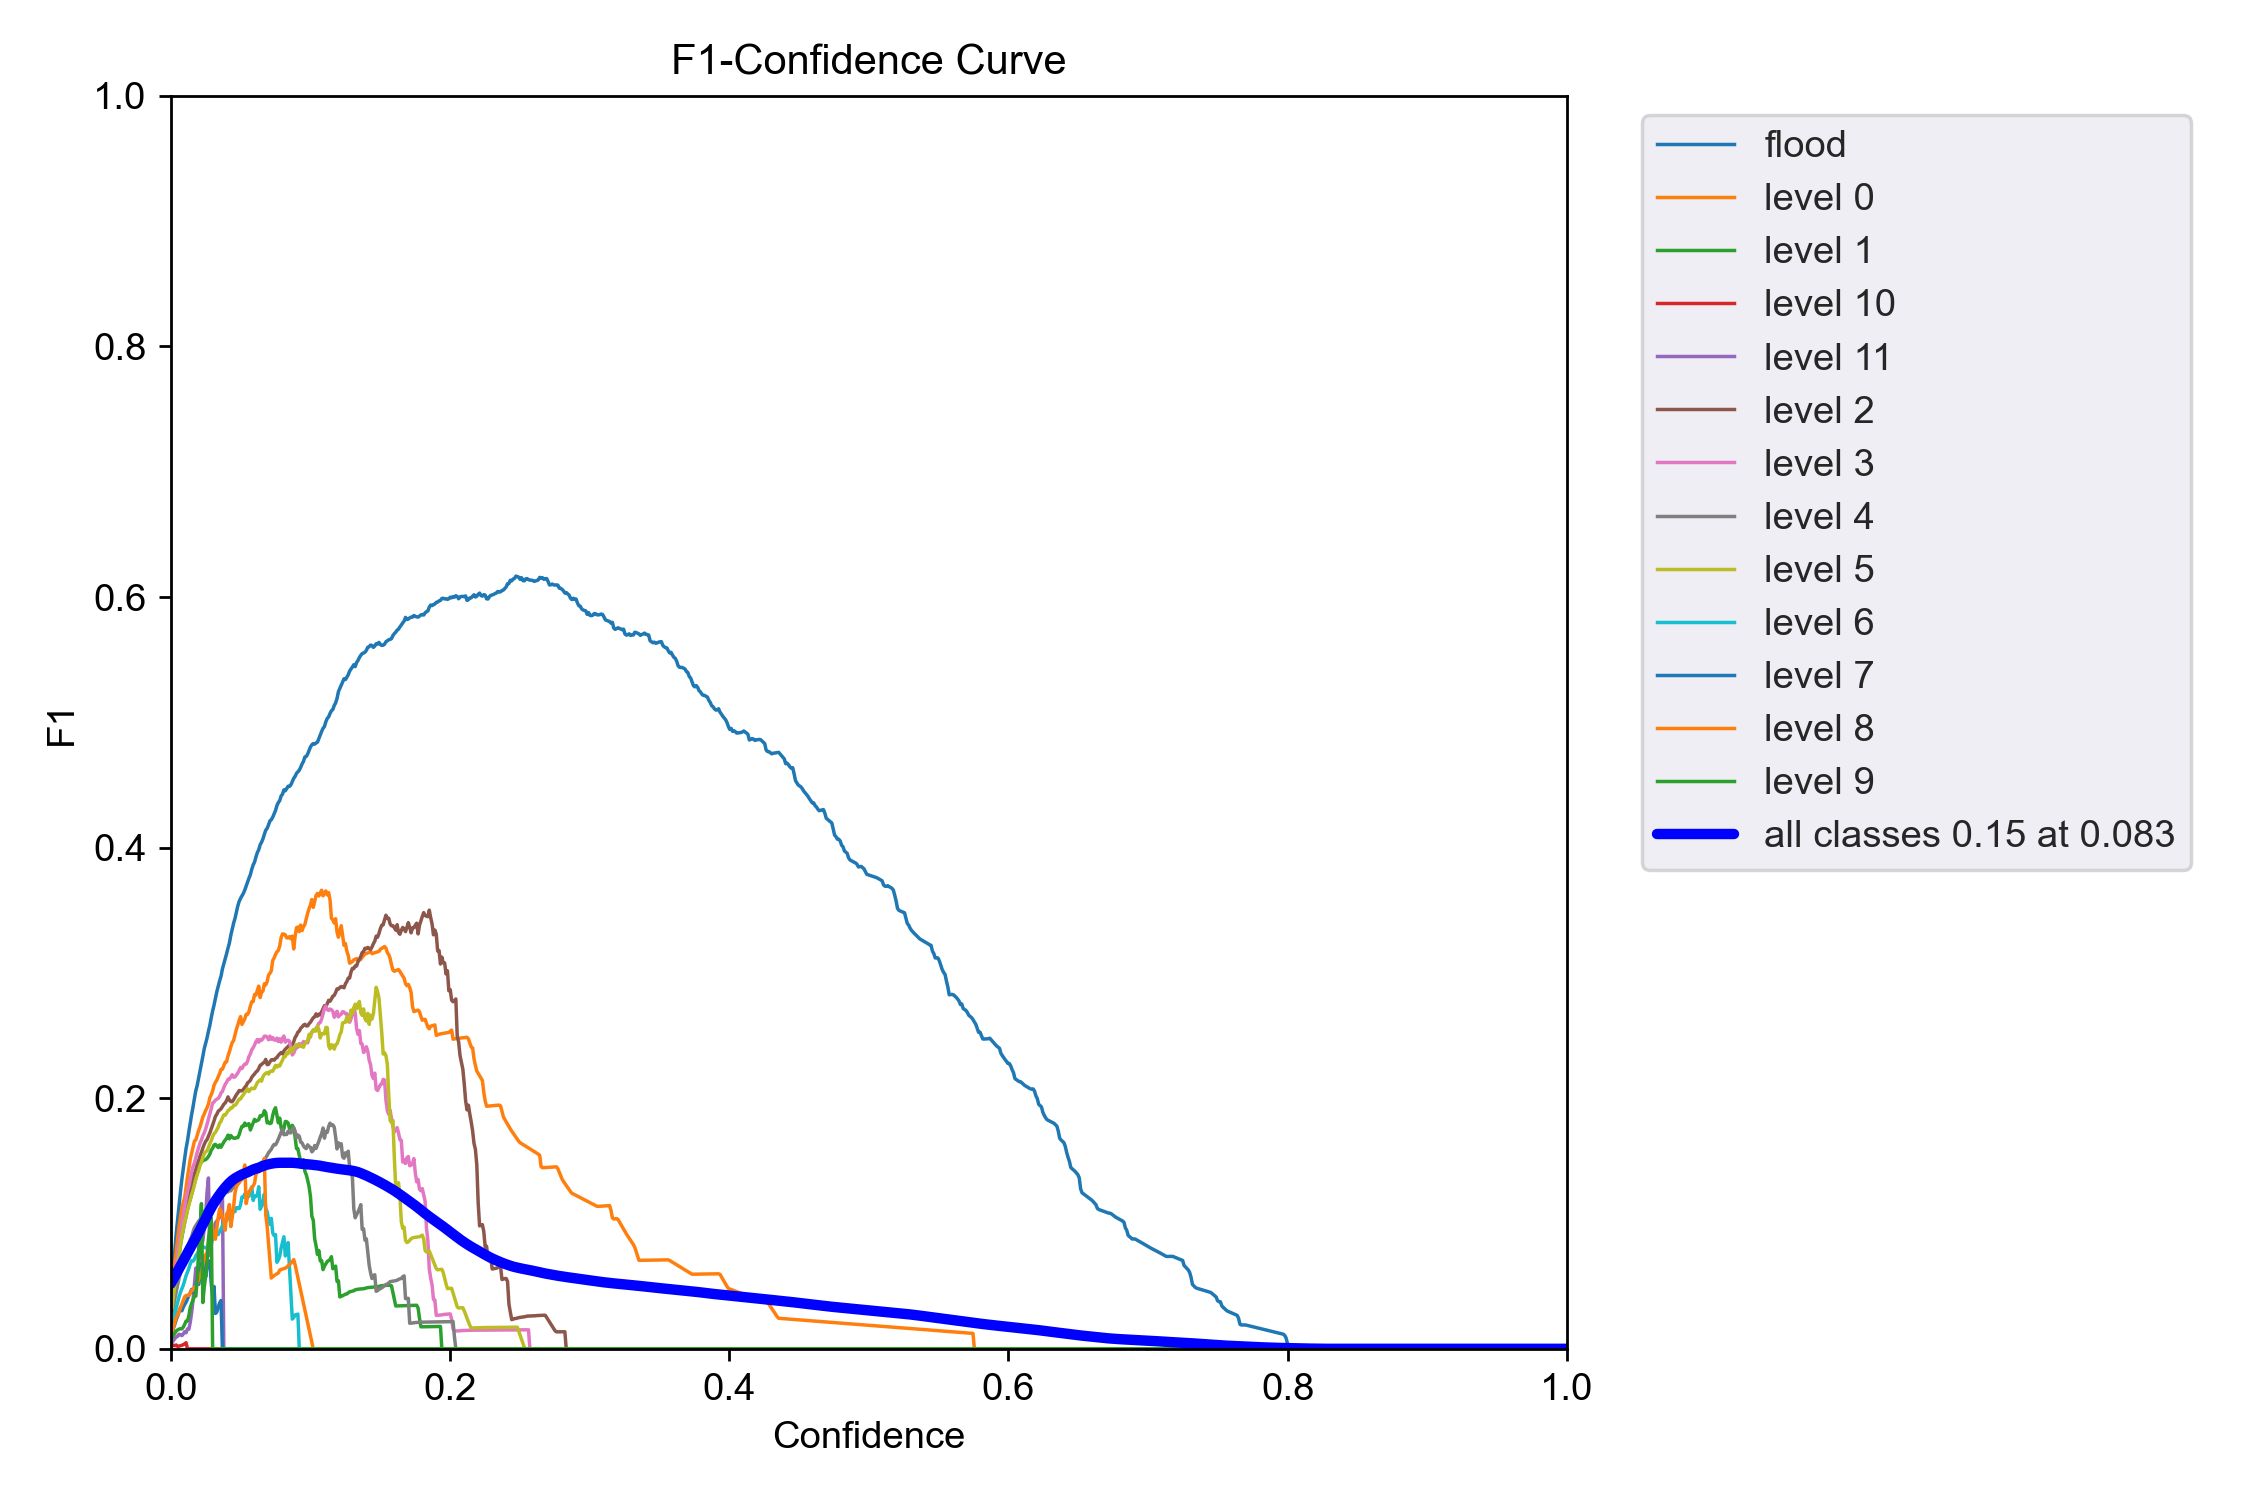 F1-Confidence Curve
1.0
0.8
0.6
0.4
0.2
0.0
F1
0.0 0.2 0.4 0.6 0.8 1.0
Confidence
flood
level 0
level 1
level 10
level 11
level 2
level 3
level 4
level 5
level 6
level 7
level 8
level 9
all classes 0.15 at 0.083